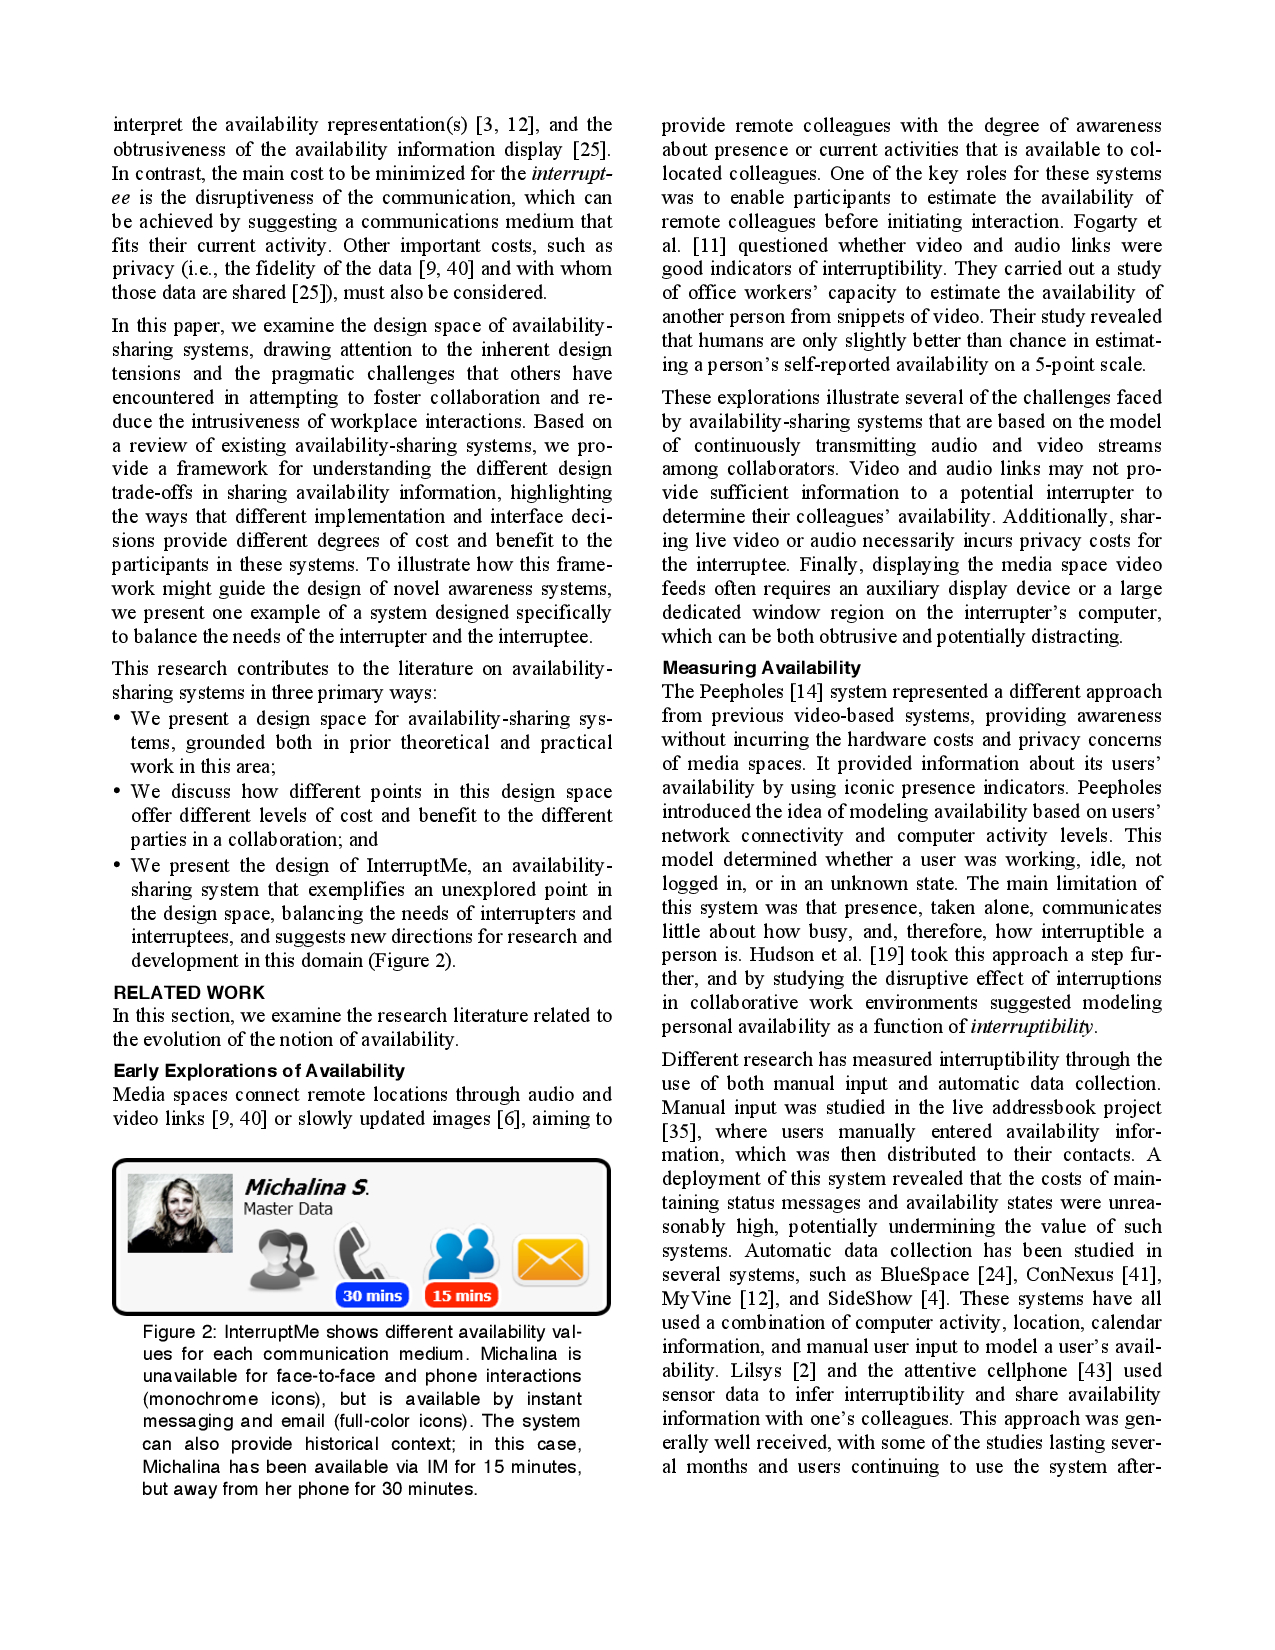 interpret the availability representation(s) [3, 12], and the
obtrusiveness of the availability information display [25].
In contrast, the main cost to be minimized for the interrupt-
ee is the disruptiveness of the communication, which can
be achieved by suggesting a communications medium that
fits their current activity. Other important costs, such as
privacy (i.e., the fidelity of the data [9, 40] and with whom
those data are shared [25]), must also be considered.
In this paper, we examine the design space of availability-
sharing systems, drawing attention to the inherent design
tensions and the pragmatic challenges that others have
encountered in attempting to foster collaboration and re-
duce the intrusiveness of workplace interactions. Based on
a review of existing availability-sharing systems, we pro-
vide a framework for understanding the different design
trade-offs in sharing availability information, highlighting
the ways that different implementation and interface deci-
sions provide different degrees of cost and benefit to the
participants in these systems. To illustrate how this frame-
work might guide the design of novel awareness systems,
we present one example of a system designed specifically
to balance the needs of the interrupter and the interruptee.
This research contributes to the literature on availability-
sharing systems in three primary ways:
• We present a design space for availability-sharing sys-
tems, grounded both in prior theoretical and practical
work in this area;
• We discuss how different points in this design space
offer different levels of cost and benefit to the different
parties in a collaboration; and
• We present the design of InterruptMe, an availability-
sharing system that exemplifies an unexplored point in
the design space, balancing the needs of interrupters and
interruptees, and suggests new directions for research and
development in this domain (Figure 2).
RELATED WORK
In this section, we examine the research literature related to
the evolution of the notion of availability.
Early Explorations of Availability
Media spaces connect remote locations through audio and
video links [9, 40] or slowly updated images [6], aiming to
Michalina S.
Master Data
30 mins
15 mins
Figure 2: InterruptMe shows different availability val-
ues for each communication medium. Michalina is
unavailable for face-to-face and phone interactions
(monochrome icons), but is available by instant
messaging and email (full-color icons). The system
can also provide historical context; in this case,
Michalina has been available via IM for 15 minutes,
but away from her phone for 30 minutes.
provide remote colleagues with the degree of awareness
about presence or current activities that is available to col-
located colleagues. One of the key roles for these systems
was to enable participants to estimate the availability of
remote colleagues before initiating interaction. Fogarty et
al. [11] questioned whether video and audio links were
good indicators of interruptibility. They carried out a study
of office workers' capacity to estimate the availability of
another person from snippets of video. Their study revealed
that humans are only slightly better than chance in estimat-
ing a person's self-reported availability on a 5-point scale.
These explorations illustrate several of the challenges faced
by availability-sharing systems that are based on the model
of continuously transmitting audio and video streams
among collaborators. Video and audio links may not pro-
vide sufficient information to a potential interrupter to
determine their colleagues' availability. Additionally, shar-
ing live video or audio necessarily incurs privacy costs for
the interruptee. Finally, displaying the media space video
feeds often requires an auxiliary display device or a large
dedicated window region on the interrupter's computer,
which can be both obtrusive and potentially distracting.
Measuring Availability
The Peepholes [14] system represented a different approach
from previous video-based systems, providing awareness
without incurring the hardware costs and privacy concerns
of media spaces. It provided information about its users'
availability by using iconic presence indicators. Peepholes
introduced the idea of modeling availability based on users'
network connectivity and computer activity levels. This
model determined whether a user was working, idle, not
logged in, or in an unknown state. The main limitation of
this system was that presence, taken alone, communicates
little about how busy, and, therefore, how interruptible a
person is. Hudson et al. [19] took this approach a step fur-
ther, and by studying the disruptive effect of interruptions
in collaborative work environments suggested modeling
personal availability as a function of interruptibility.
Different research has measured interruptibility through the
use of both manual input and automatic data collection.
Manual input was studied in the live addressbook project
[35], where users manually entered availability infor-
mation, which was then distributed to their contacts. A
deployment of this system revealed that the costs of main-
taining status messages and availability states were unrea-
sonably high, potentially undermining the value of such
systems. Automatic data collection has been studied in
several systems, such as BlueSpace [24], ConNexus [41],
MyVine [12], and SideShow [4]. These systems have all
used a combination of computer activity, location, calendar
information, and manual user input to model a user's avail-
ability. Lilsys [2] and the attentive cellphone [43] used
sensor data to infer interruptibility and share availability
information with one's colleagues. This approach was gen-
erally well received, with some of the studies lasting sever-
al months and users continuing to use the system after-